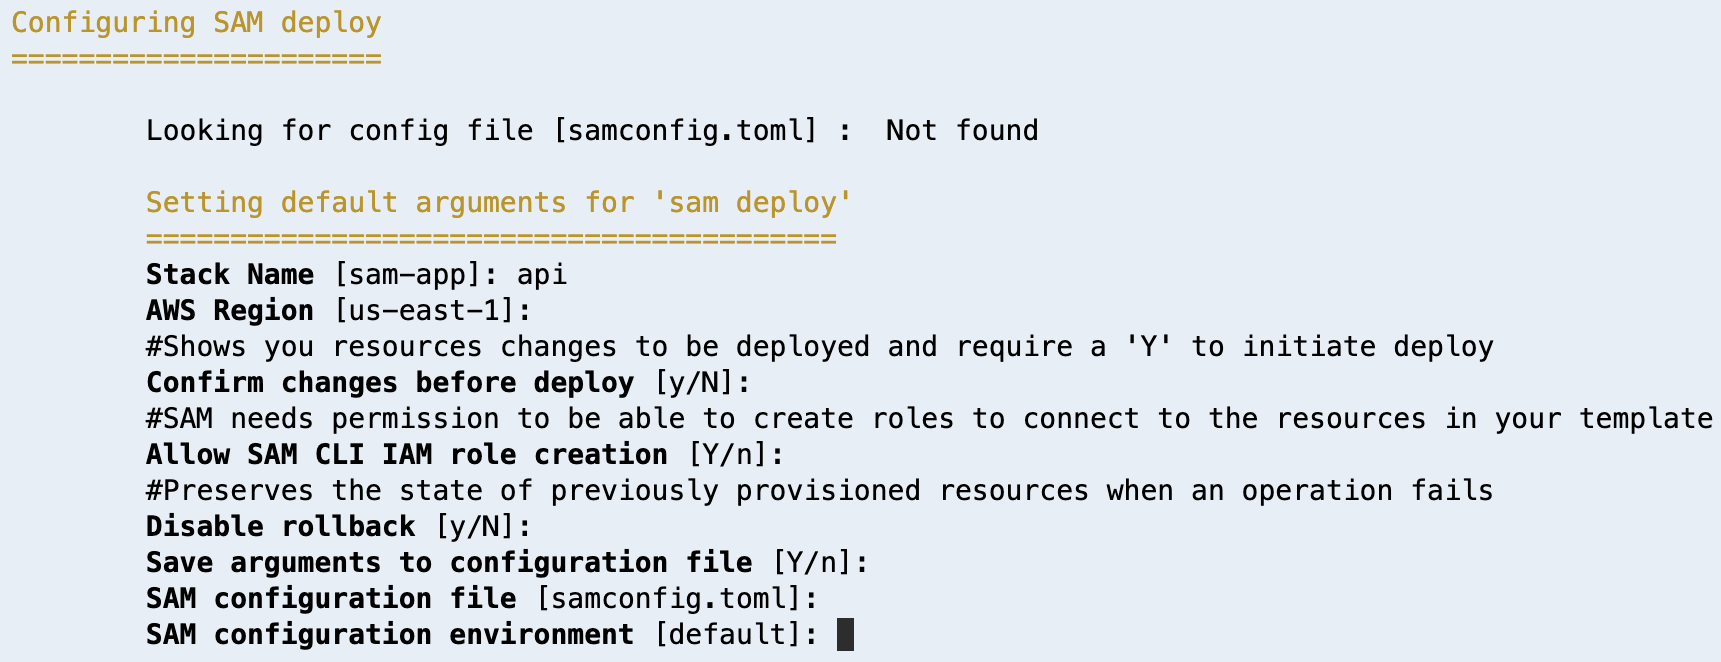 Configuring SAM deploy
======================
Looking for config file [samconfig.toml] :  Not found
Setting default arguments for 'sam deploy'
=========================================
Stack Name [sam-app]: api
AWS Region [us-east-1]:
#Shows you resources changes to be deployed and require a 'Y' to initiate deploy
Confirm changes before deploy [y/N]:
#SAM needs permission to be able to create roles to connect to the resources in your template
Allow SAM CLI IAM role creation [Y/n]:
#Preserves the state of previously provisioned resources when an operation fails
Disable rollback [y/N]:
Save arguments to configuration file [Y/n]:
SAM configuration file [samconfig.toml]:
SAM configuration environment [default]: